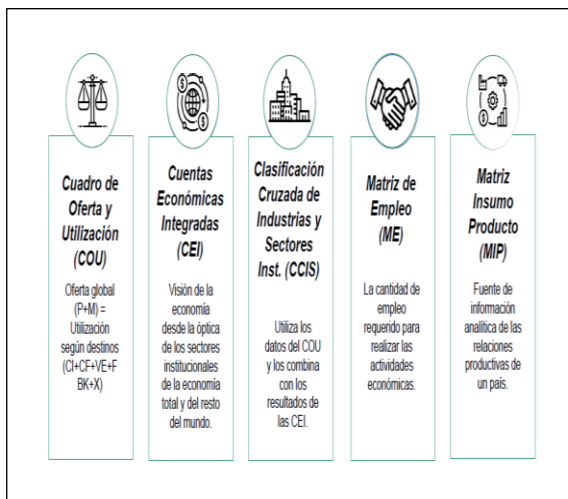 Cuadro de
Oferta y
Utilización
(COU)
Oferta global
(P+M) =
Utilización
según destinos
(CI+CF+VE+F
BK+X)
Cuentas
Económicas
Integradas
(CEI)
Visión de la
economía
desde la óptica
de los sectores
institucionales
de la economía
total y del resto
del mundo.
Clasificación
Cruzada de
Industrias y
Sectores
Inst. (CCIS)
Utiliza los
datos del COU
y los combina
con los
resultados de
las CEI.
Matriz de
Empleo
(ME)
La cantidad de
empleo
requerido para
realizar las
actividades
económicas.
Matriz
Insumo
Producto
(MIP)
Fuente de
información
analítica de las
relaciones
productivas de
un país.